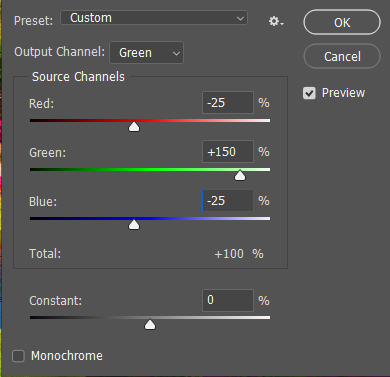 Preset: Custom
OK
Output Channel: Green
Cancel
Source Channels
Preview
Red: -25 %
Green: +150 %
Blue: -25 %
Total: +100 %
Constant: 0 %
Monochrome